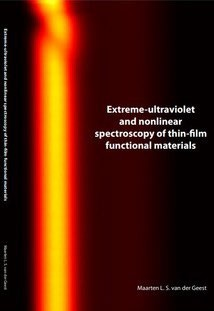 Extreme-ultraviolet and nonlinear spectroscopy of thin-film functional materials
Maarten L. S. van der Geest
Extreme-ultraviolet
and nonlinear
spectroscopy of thin-film
functional materials
Maarten L. S. van der Geest